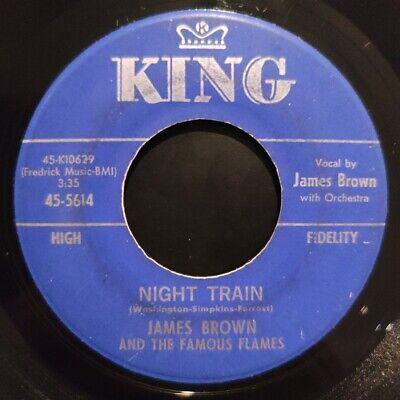 K
KING
45-K10629
(Fredrick Music-BMI)
3:35
45-5614
Vocal by
James Brown
with Orchestra
HIGH
FIDELITY
NIGHT TRAIN
(Washington-Simpkins-Forrest)
JAMES BROWN
AND THE FAMOUS FLAMES